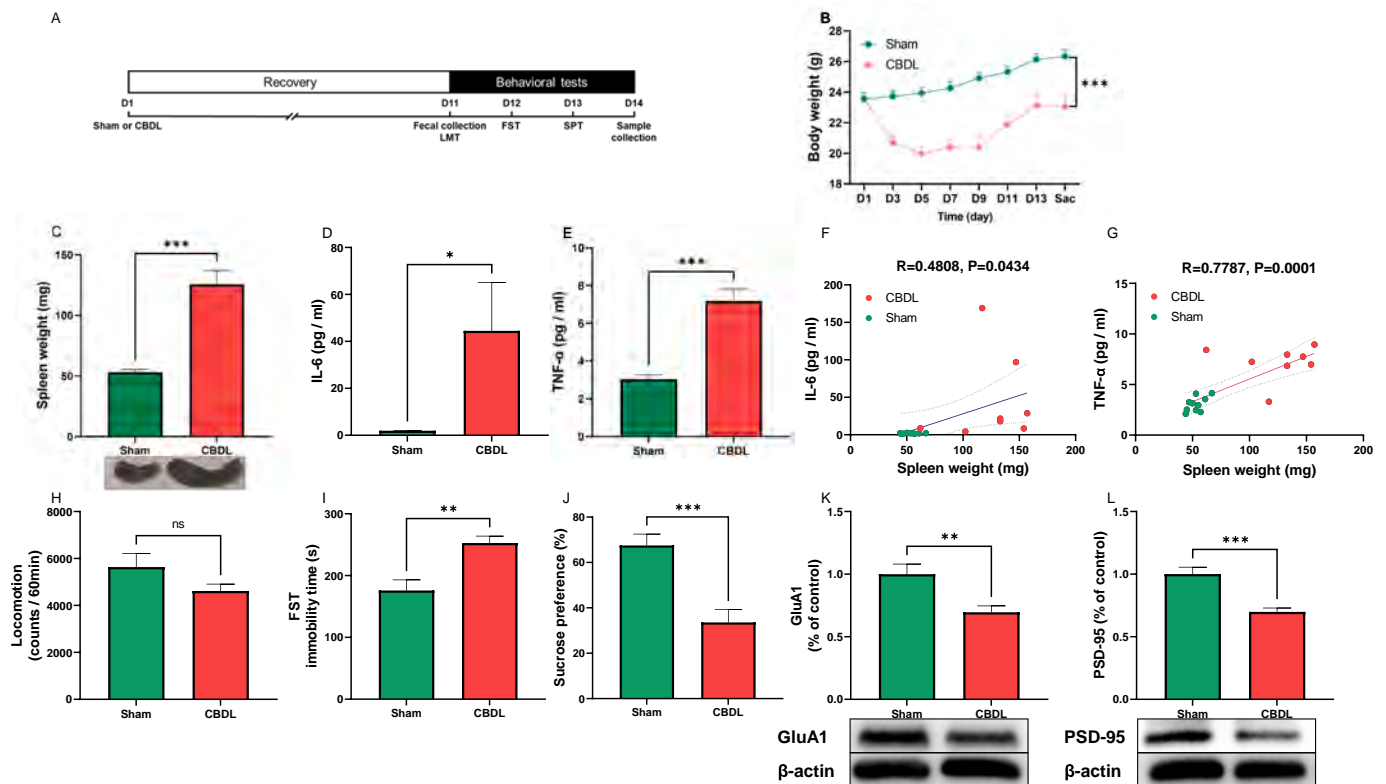 A
Recovery
Behavioral tests
D1
D11
D12
D13
D14
Sham or CBDL
Fecal collection
LMT
FST
SPT
Sample
collection
B
Body weight (g)
28
26
24
22
20
18
Sham
CBDL
***
D1 D3 D5 D7 D9 D11 D13 Sac
Time (day)
C
Spleen weight (mg)
150
100
50
0
***
Sham CBDL
D
IL-6 (pg / ml)
80
60
40
20
0
*
Sham CBDL
E
TNF-α (pg / ml)
8
6
4
2
0
***
Sham CBDL
F
R=0.4808, P=0.0434
IL-6 (pg / ml)
200
150
100
50
0
CBDL
Sham
0 50 100 150 200
Spleen weight (mg)
G
R=0.7787, P=0.0001
TNF-α (pg / ml)
15
10
5
0
CBDL
Sham
0 50 100 150 200
Spleen weight (mg)
H
Locomotion
(counts / 60min)
8000
6000
4000
2000
0
ns
Sham CBDL
I
FST
immobility time (s)
300
200
100
0
**
Sham CBDL
J
Sucrose preference (%)
80
60
40
20
0
***
Sham CBDL
K
GluA1
(% of control)
1.5
1.0
0.5
0.0
**
Sham CBDL
GluA1
β-actin
L
PSD-95 (% of control)
1.5
1.0
0.5
0.0
***
Sham CBDL
PSD-95
β-actin